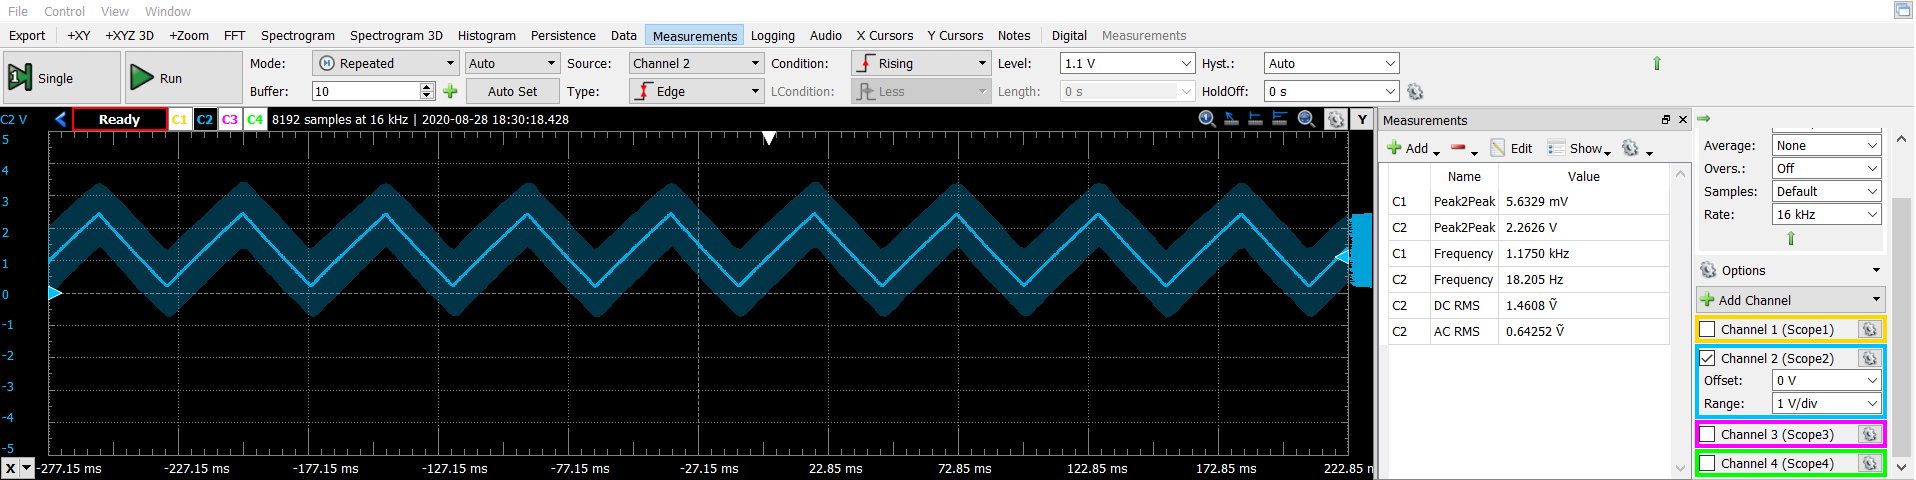 File Control View Window
Export +XY +XYZ 3D +Zoom FFT Spectrogram Spectrogram 3D Histogram Persistence Data Measurements Logging Audio X Cursors Y Cursors Notes Digital Measurements
Single Run Mode: Repeated Auto Source: Channel 2 Condition: Rising Level: 1.1 V Hyst.: Auto
Buffer: 10 Auto Set Type: Edge LCondition: Less Length: 0 s HoldOff: 0 s
C2 V Ready C1 C2 C3 C4 8192 samples at 16 kHz | 2020-08-28 18:30:18.428 Y
5
4
3
2
1
0
-1
-2
-3
-4
-5
X -277.15 ms -227.15 ms -177.15 ms -127.15 ms -77.15 ms -27.15 ms 22.85 ms 72.85 ms 122.85 ms 172.85 ms 222.85 m
Measurements
Add Edit Show
Name Value
C1 Peak2Peak 5.6329 mV
C2 Peak2Peak 2.2626 V
C1 Frequency 1.1750 kHz
C2 Frequency 18.205 Hz
C2 DC RMS 1.4608 Ṽ
C2 AC RMS 0.64252 Ṽ
Average: None
Overs.: Off
Samples: Default
Rate: 16 kHz
Options
Add Channel
Channel 1 (Scope1)
Channel 2 (Scope2)
Offset: 0 V
Range: 1 V/div
Channel 3 (Scope3)
Channel 4 (Scope4)